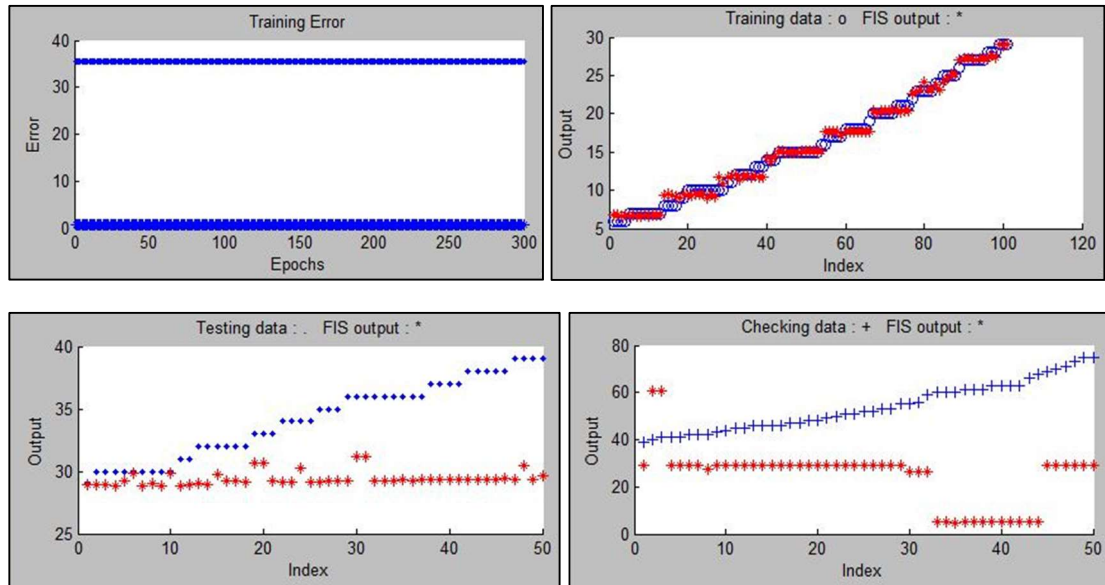 Training Error
40
30
20
10
0
Error
0 50 100 150 200 250 300
Epochs
Training data : o FIS output : *
30
25
20
15
10
5
Output
0 20 40 60 80 100 120
Index
Testing data : . FIS output : *
40
35
30
25
Output
0 10 20 30 40 50
Index
Checking data : + FIS output : *
80
60
40
20
0
Output
0 10 20 30 40 50
Index